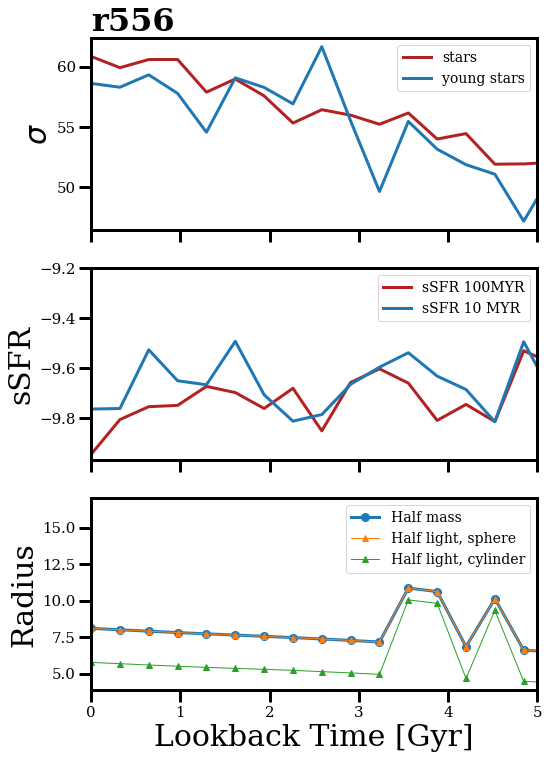 r556
60
55
50
σ
stars
young stars
−9.2
−9.4
−9.6
−9.8
sSFR
sSFR 100MYR
sSFR 10 MYR
15.0
12.5
10.0
7.5
5.0
Radius
Half mass
Half light, sphere
Half light, cylinder
0 1 2 3 4 5
Lookback Time [Gyr]